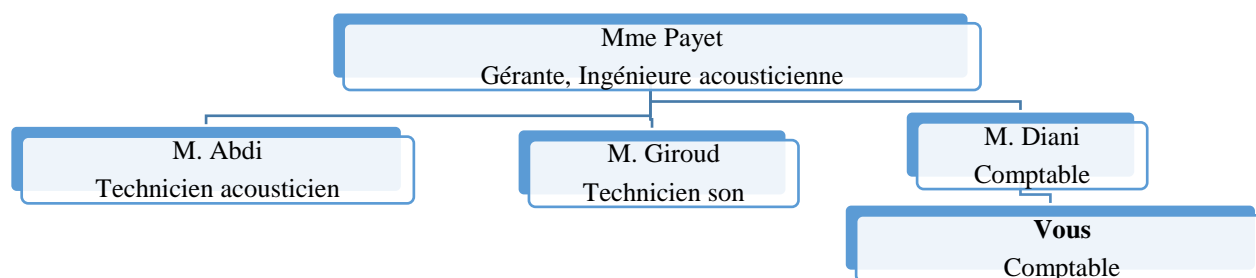 Mme Payet
Gérante, Ingénieure acousticienne
M. Abdi
Technicien acousticien
M. Giroud
Technicien son
M. Diani
Comptable
Vous
Comptable